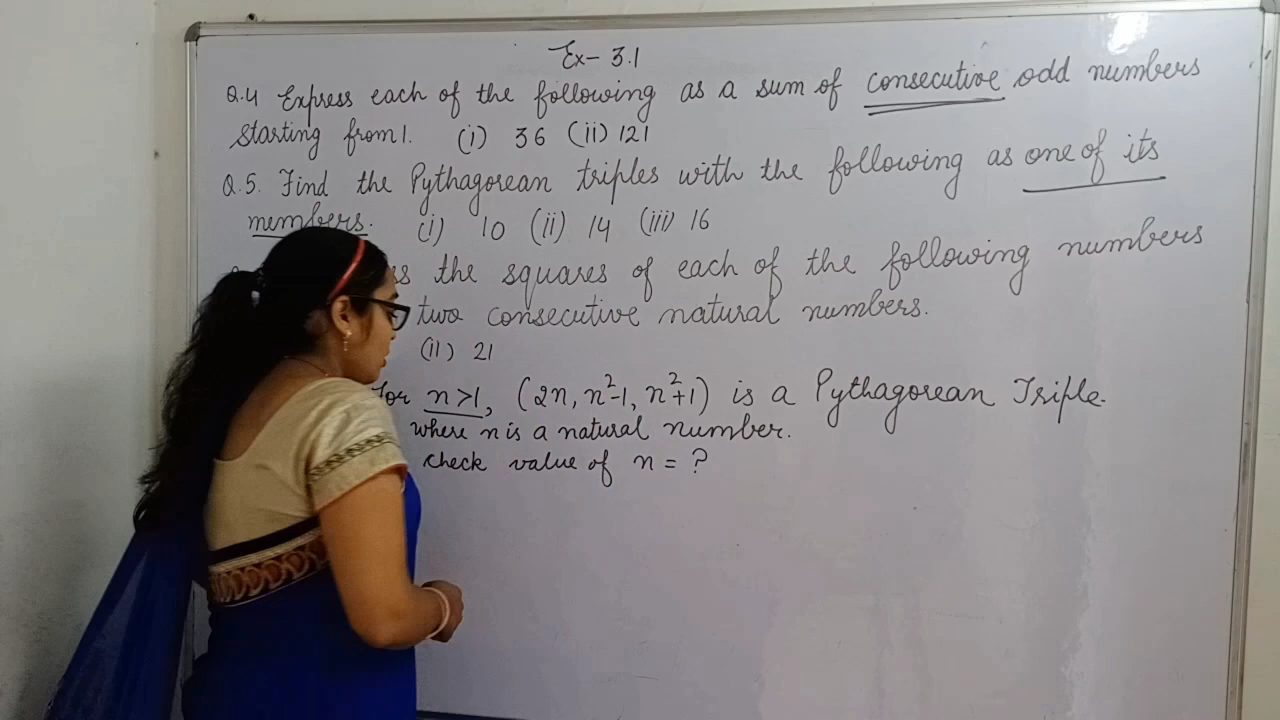 Ex- 3.1
Q.4 Express each of the following as a sum of consecutive odd numbers
starting from 1. (i) 36 (ii) 121
Q.5. Find the Pythagorean triples with the following as one of its
members. (i) 10 (ii) 14 (iii) 16
the squares of each of the following numbers
two consecutive natural numbers.
(ii) 21
For n>1, (2n, n²-1, n²+1) is a Pythagorean Triple.
where n is a natural number.
check value of n = ?